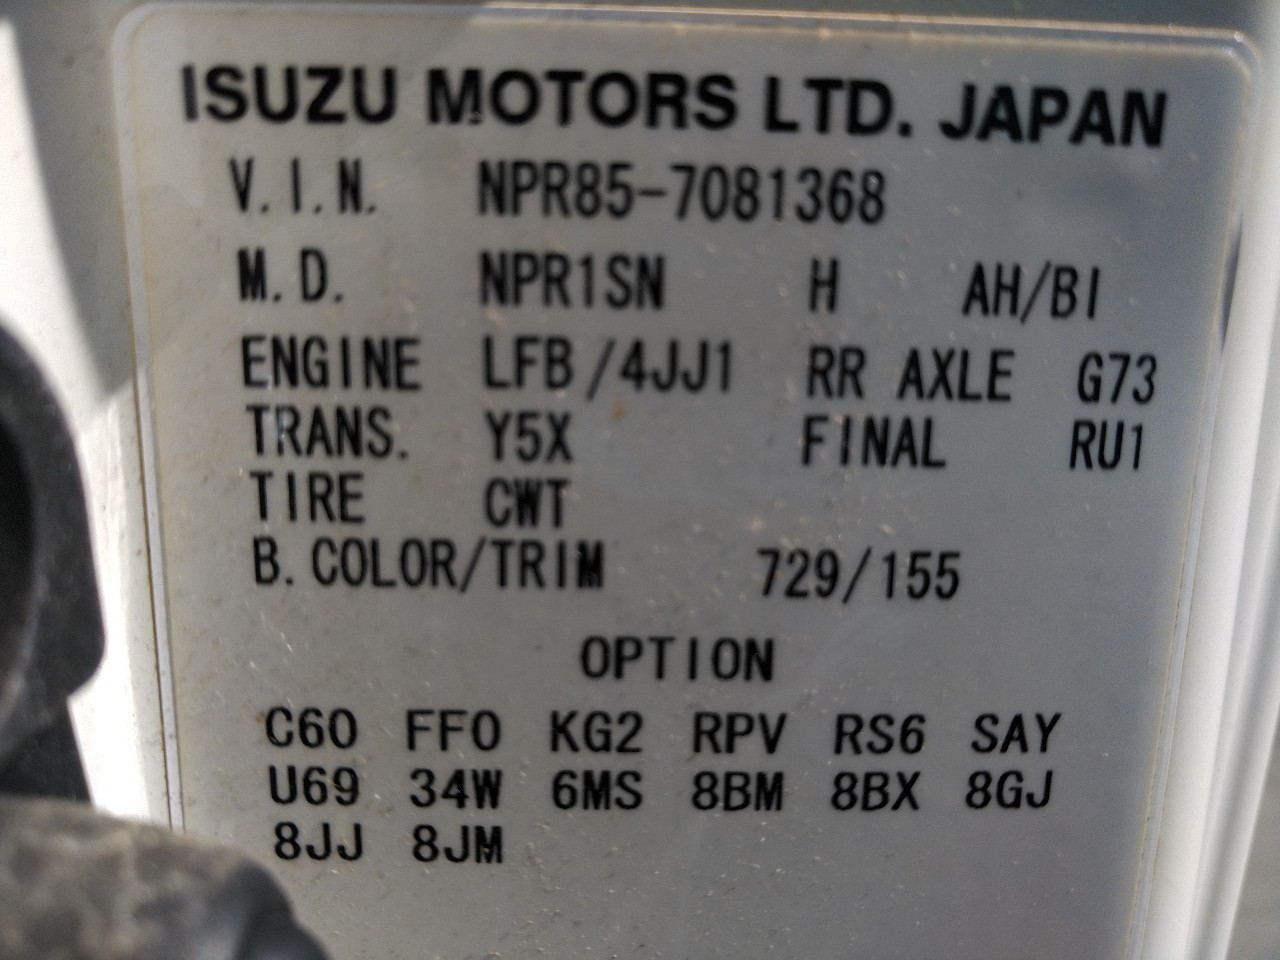 ISUZU MOTORS LTD. JAPAN
V.I.N. NPR85-7081368
M.D. NPR1SN H AH/BI
ENGINE LFB/4JJ1 RR AXLE G73
TRANS. Y5X FINAL RU1
TIRE CWT
B. COLOR/TRIM 729/155
OPTION
C60 FF0 KG2 RPV RS6 SAY
U69 34W 6MS 8BM 8BX 8GJ
8JJ 8JM